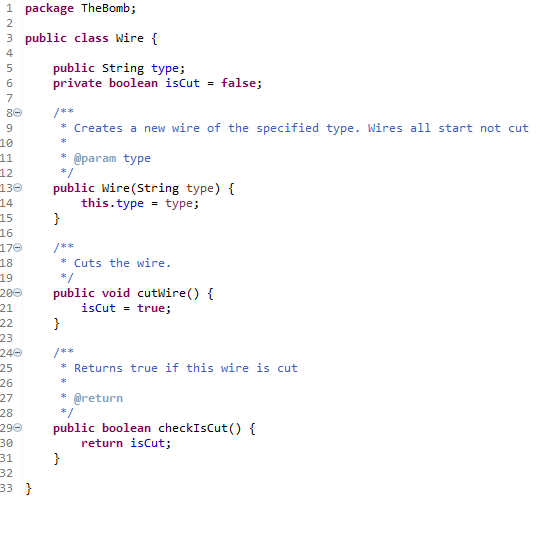 1 package TheBomb;
2
3 public class Wire {
4
5     public String type;
6     private boolean isCut = false;
7
8     /**
9      * Creates a new wire of the specified type. Wires all start not cut
10      *
11      * @param type
12      */
13     public Wire(String type) {
14         this.type = type;
15     }
16
17     /**
18      * Cuts the wire.
19      */
20     public void cutWire() {
21         isCut = true;
22     }
23
24     /**
25      * Returns true if this wire is cut
26      *
27      * @return
28      */
29     public boolean checkIsCut() {
30         return isCut;
31     }
32
33 }